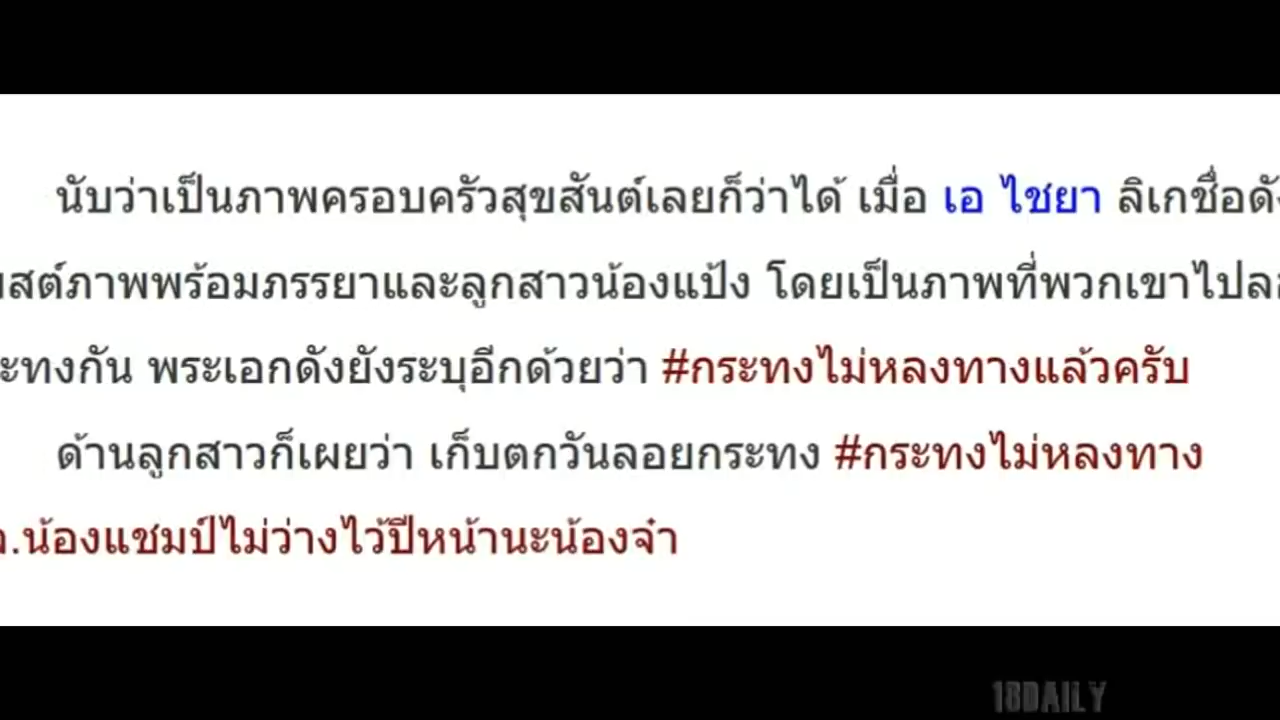 นับว่าเป็นภาพครอบครัวสุขสันต์เลยก็ว่าได้ เมื่อ เอ ไชยา ลิเกชื่อดัง
สต์ภาพพร้อมภรรยาและลูกสาวน้องแป้ง โดยเป็นภาพที่พวกเขาไปลอ
ะทงกัน พระเอกดังยังระบุอีกด้วยว่า #กระทงไม่หลงทางแล้วครับ
ด้านลูกสาวก็เผยว่า เก็บตกวันลอยกระทง #กระทงไม่หลงทาง
.น้องแชมป์ไม่ว่างไว้ปีหน้านะน้องจ๋า
18DAILY